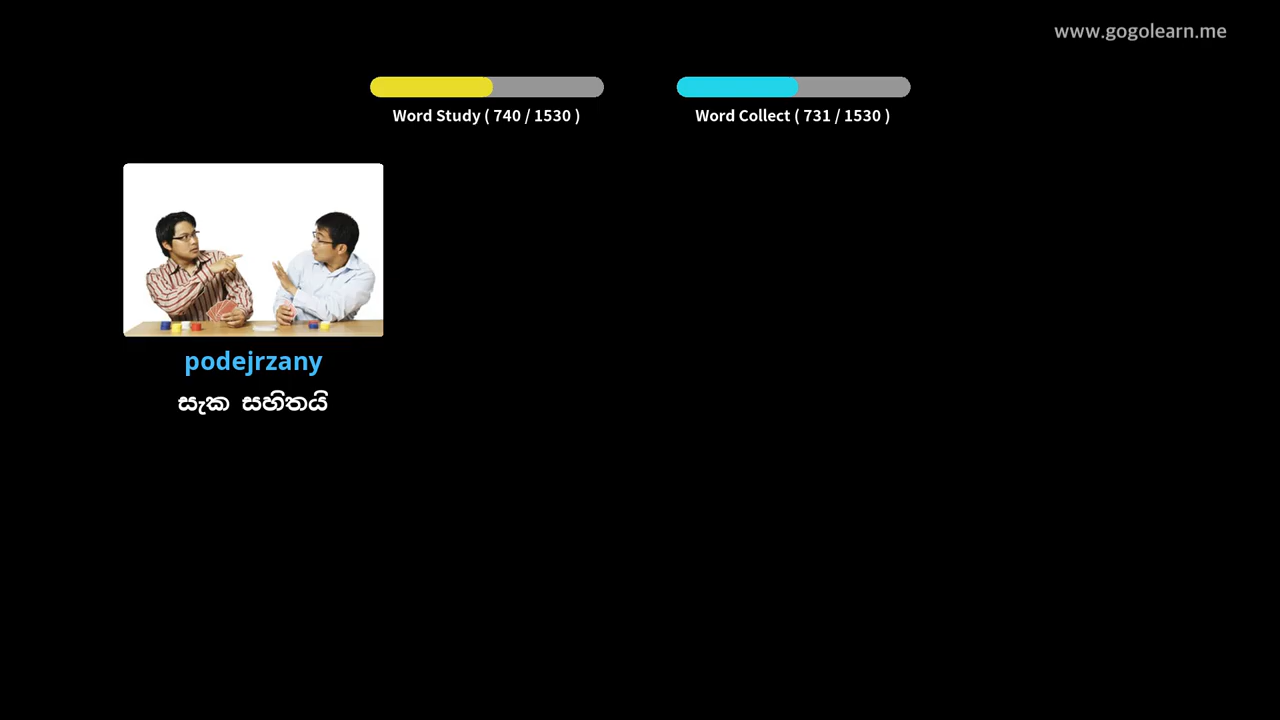 www.gogolearn.me
Word Study ( 740 / 1530 )
Word Collect ( 731 / 1530 )
podejrzany
සැක සහිතයි